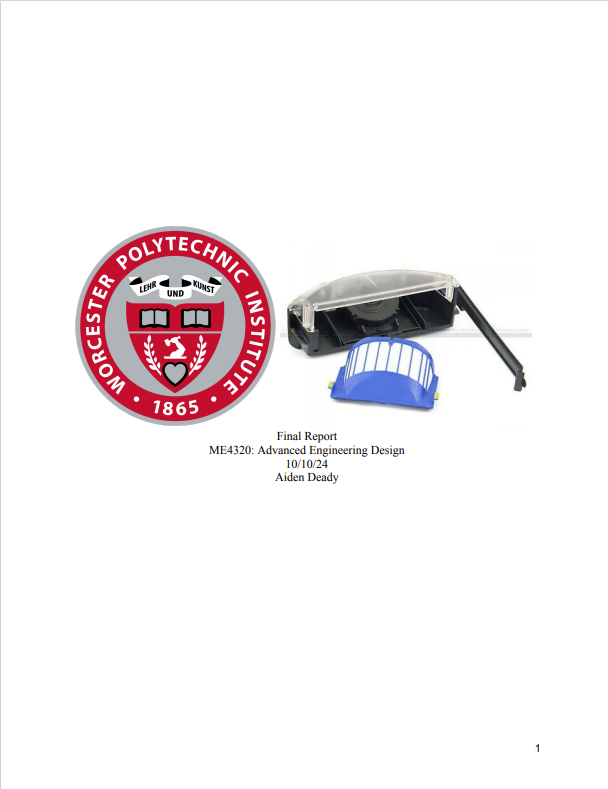 WORCESTER POLYTECHNIC INSTITUTE
LEHR UND KUNST
• 1865 •
Final Report
ME4320: Advanced Engineering Design
10/10/24
Aiden Deady
1